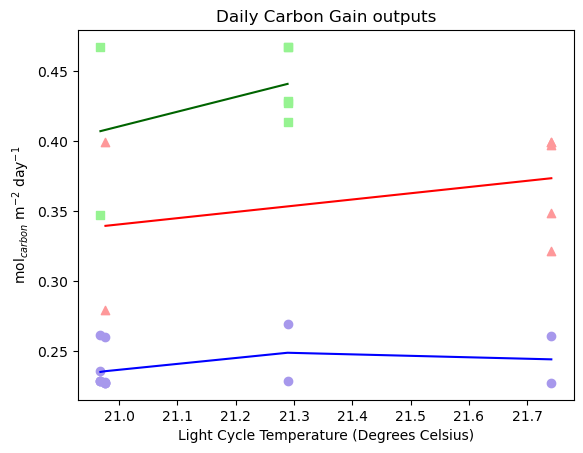 Daily Carbon Gain outputs
mol$_{carbon}$ m$^{-2}$ day$^{-1}$
0.45
0.40
0.35
0.30
0.25
21.0 21.1 21.2 21.3 21.4 21.5 21.6 21.7
Light Cycle Temperature (Degrees Celsius)